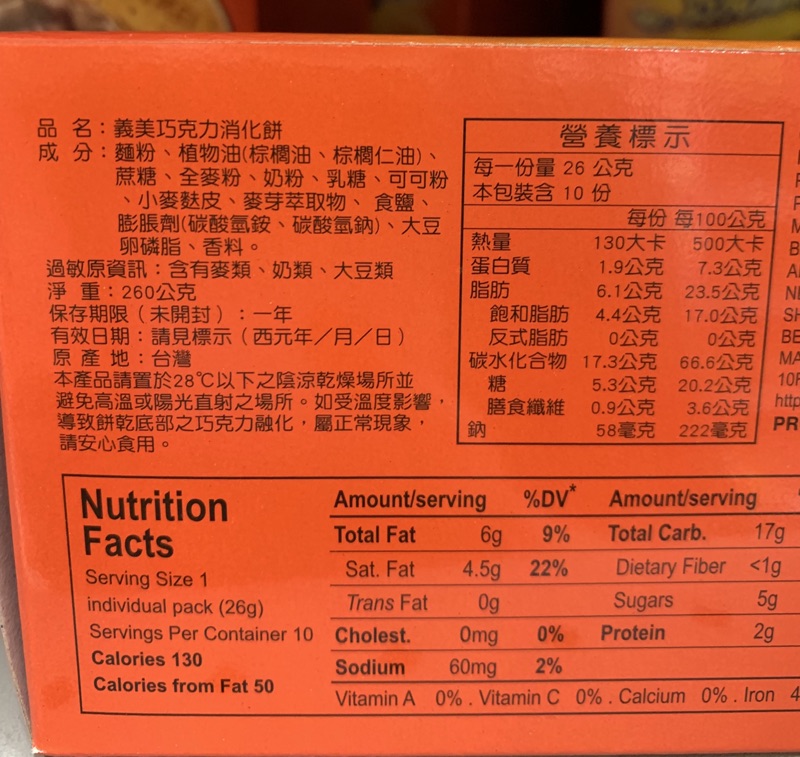 品 名：義美巧克力消化餅
成 分：麵粉、植物油(棕櫚油、棕櫚仁油)、
蔗糖、全麥粉、奶粉、乳糖、可可粉
、小麥麩皮、麥芽萃取物、食鹽、
膨脹劑(碳酸氫銨、碳酸氫鈉)、大豆
卵磷脂、香料。
過敏原資訊：含有麥類、奶類、大豆類
淨 重：260公克
保存期限（未開封）：一年
有效日期：請見標示（西元年／月／日）
原 產 地：台灣
本產品請置於28℃以下之陰涼乾燥場所並
避免高溫或陽光直射之場所。如受溫度影響，
導致餅乾底部之巧克力融化，屬正常現象，
請安心食用。
營養標示
每一份量 26 公克
本包裝含 10 份
每份 每100公克
熱量 130大卡 500大卡
蛋白質 1.9公克 7.3公克
脂肪 6.1公克 23.5公克
飽和脂肪 4.4公克 17.0公克
反式脂肪 0公克 0公克
碳水化合物 17.3公克 66.6公克
糖 5.3公克 20.2公克
膳食纖維 0.9公克 3.6公克
鈉 58毫克 222毫克
Nutrition
Facts
Serving Size 1
individual pack (26g)
Servings Per Container 10
Calories 130
Calories from Fat 50
Amount/serving %DV* Amount/serving
Total Fat 6g 9% Total Carb. 17g
Sat. Fat 4.5g 22% Dietary Fiber <1g
Trans Fat 0g Sugars 5g
Cholest. 0mg 0% Protein 2g
Sodium 60mg 2%
Vitamin A 0% . Vitamin C 0% . Calcium 0% . Iron 4